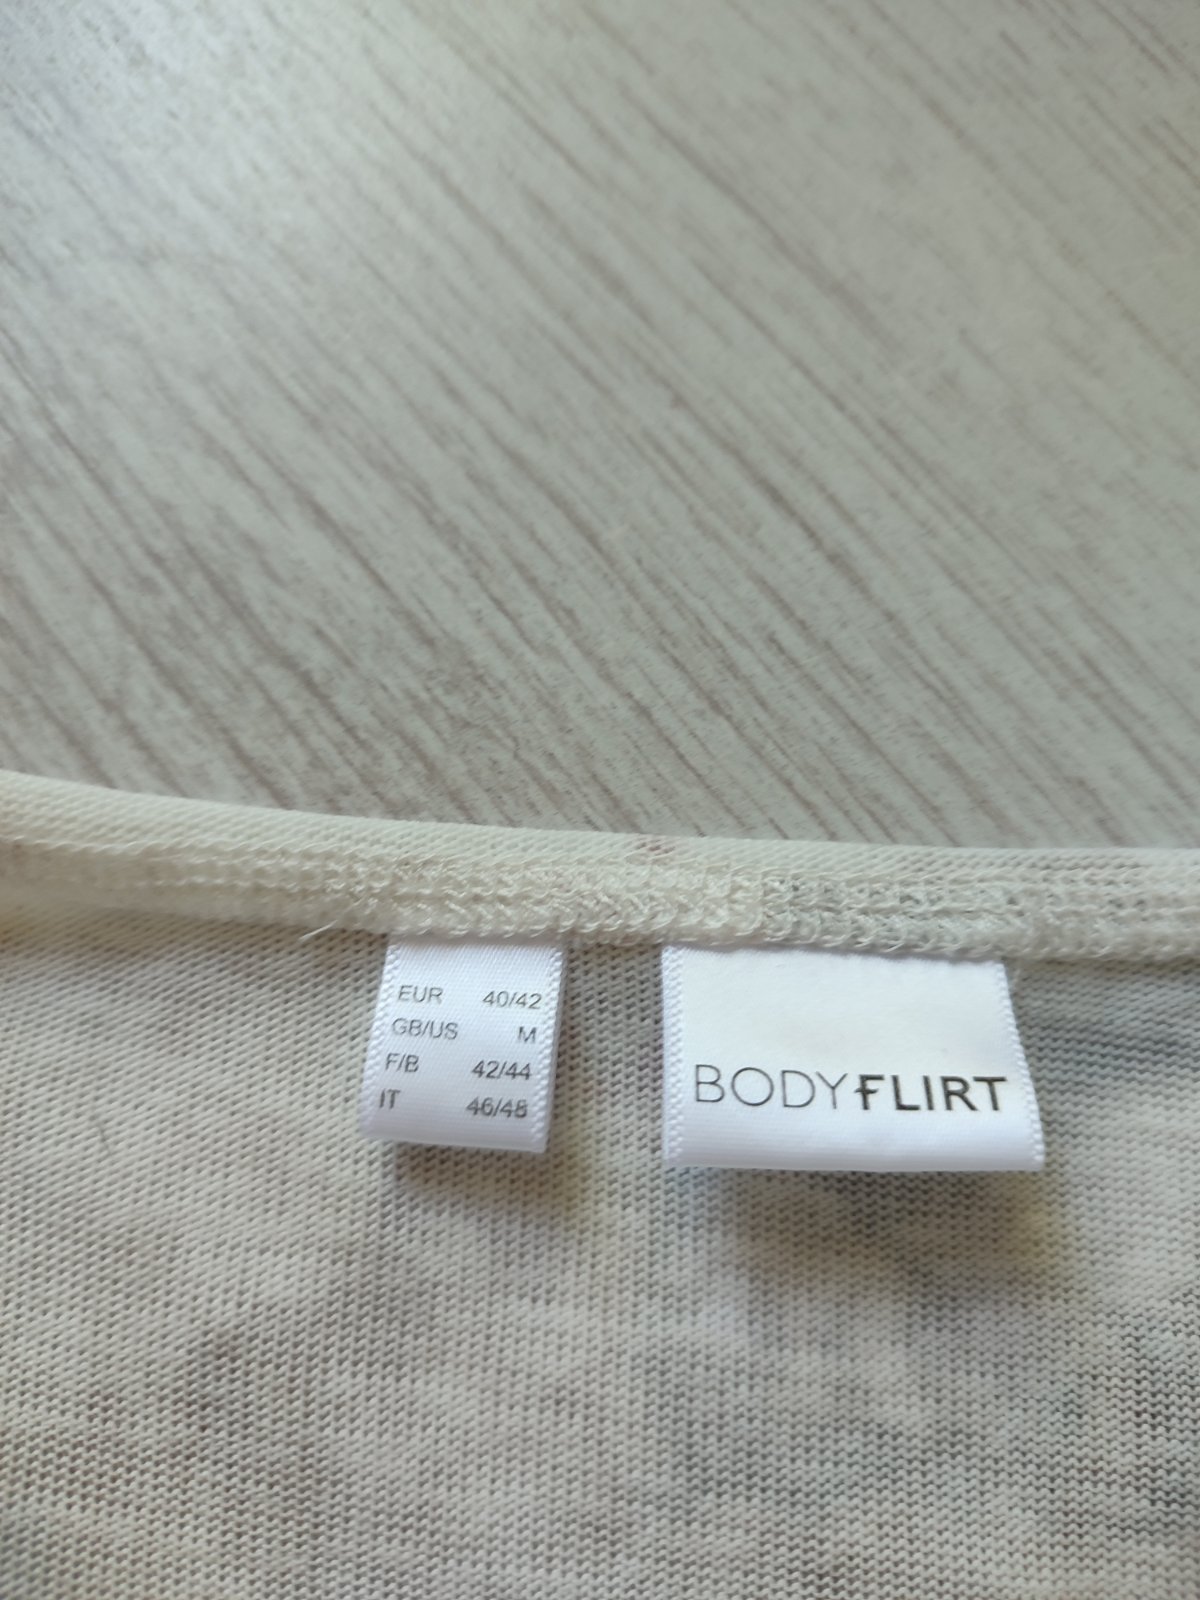 EUR 40/42
GB/US M
F/B 42/44
IT 46/48
BODYFLIRT